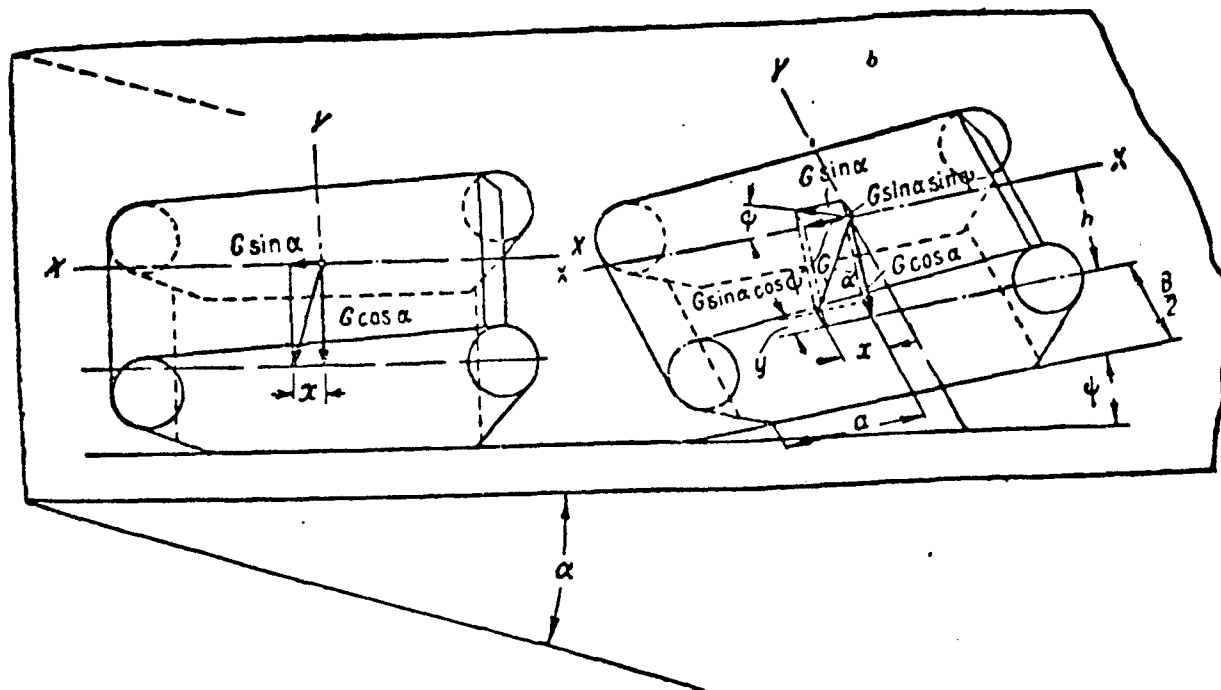 b
γ
γ
G sin α
G sin α sin ψ
X
h
G sin α
X
X
X
φ
G
α
G cos α
G sin α cos ψ
G cos α
B/2
x
x
y
ψ
a
α